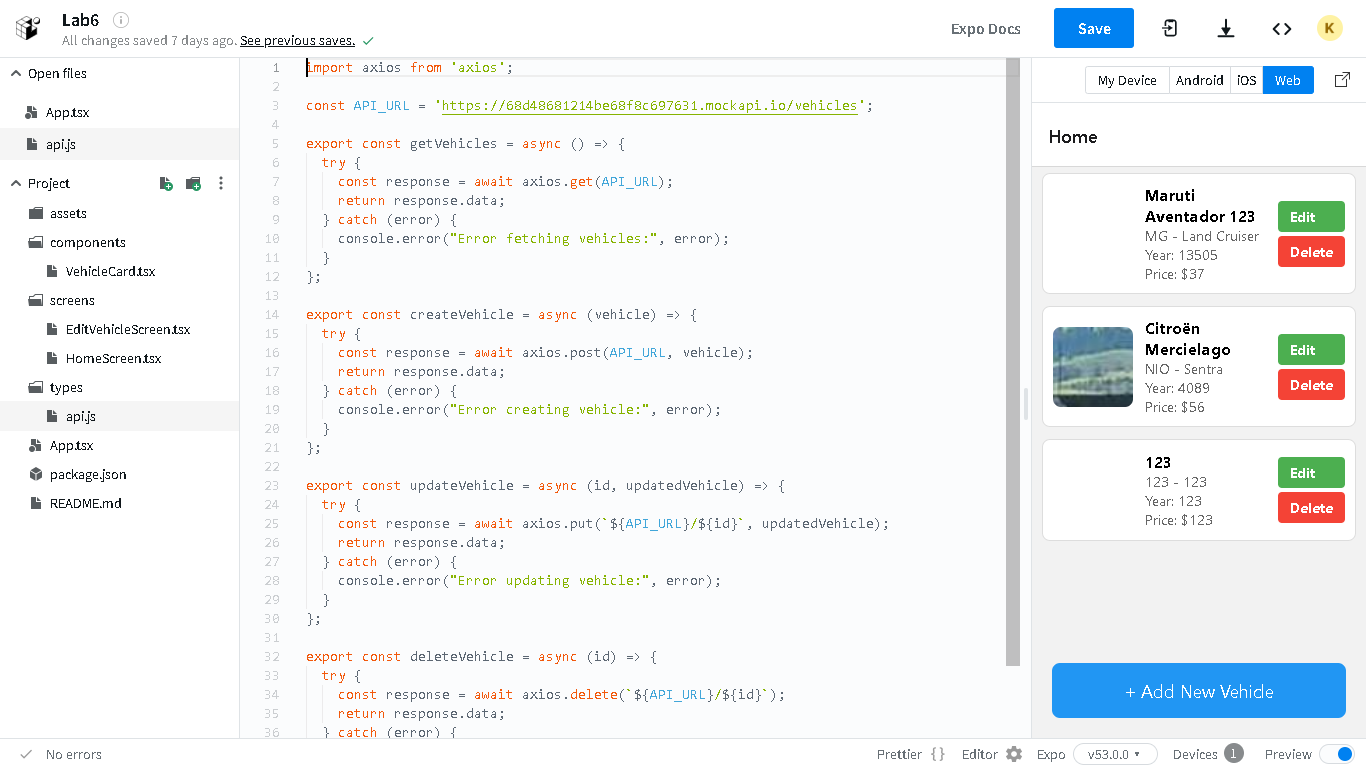 Lab6
All changes saved 7 days ago. See previous saves.
Expo Docs
Save
K
Open files
App.tsx
api.js
Project
assets
components
VehicleCard.tsx
screens
EditVehicleScreen.tsx
HomeScreen.tsx
types
api.js
App.tsx
package.json
README.md
1 import axios from 'axios';
2
3 const API_URL = 'https://68d48681214be68f8c697631.mockapi.io/vehicles';
4
5 export const getVehicles = async () => {
6 try {
7 const response = await axios.get(API_URL);
8 return response.data;
9 } catch (error) {
10 console.error("Error fetching vehicles:", error);
11 }
12 };
13
14 export const createVehicle = async (vehicle) => {
15 try {
16 const response = await axios.post(API_URL, vehicle);
17 return response.data;
18 } catch (error) {
19 console.error("Error creating vehicle:", error);
20 }
21 };
22
23 export const updateVehicle = async (id, updatedVehicle) => {
24 try {
25 const response = await axios.put(`${API_URL}/${id}`, updatedVehicle);
26 return response.data;
27 } catch (error) {
28 console.error("Error updating vehicle:", error);
29 }
30 };
31
32 export const deleteVehicle = async (id) => {
33 try {
34 const response = await axios.delete(`${API_URL}/${id}`);
35 return response.data;
36 } catch (error) {
My Device Android iOS Web
Home
Maruti
Aventador 123
MG - Land Cruiser
Year: 13505
Price: $37
Edit
Delete
Citroën
Mercielago
NIO - Sentra
Year: 4089
Price: $56
Edit
Delete
123
123 - 123
Year: 123
Price: $123
Edit
Delete
+ Add New Vehicle
No errors
Prettier { } Editor Expo v53.0.0 Devices 1 Preview